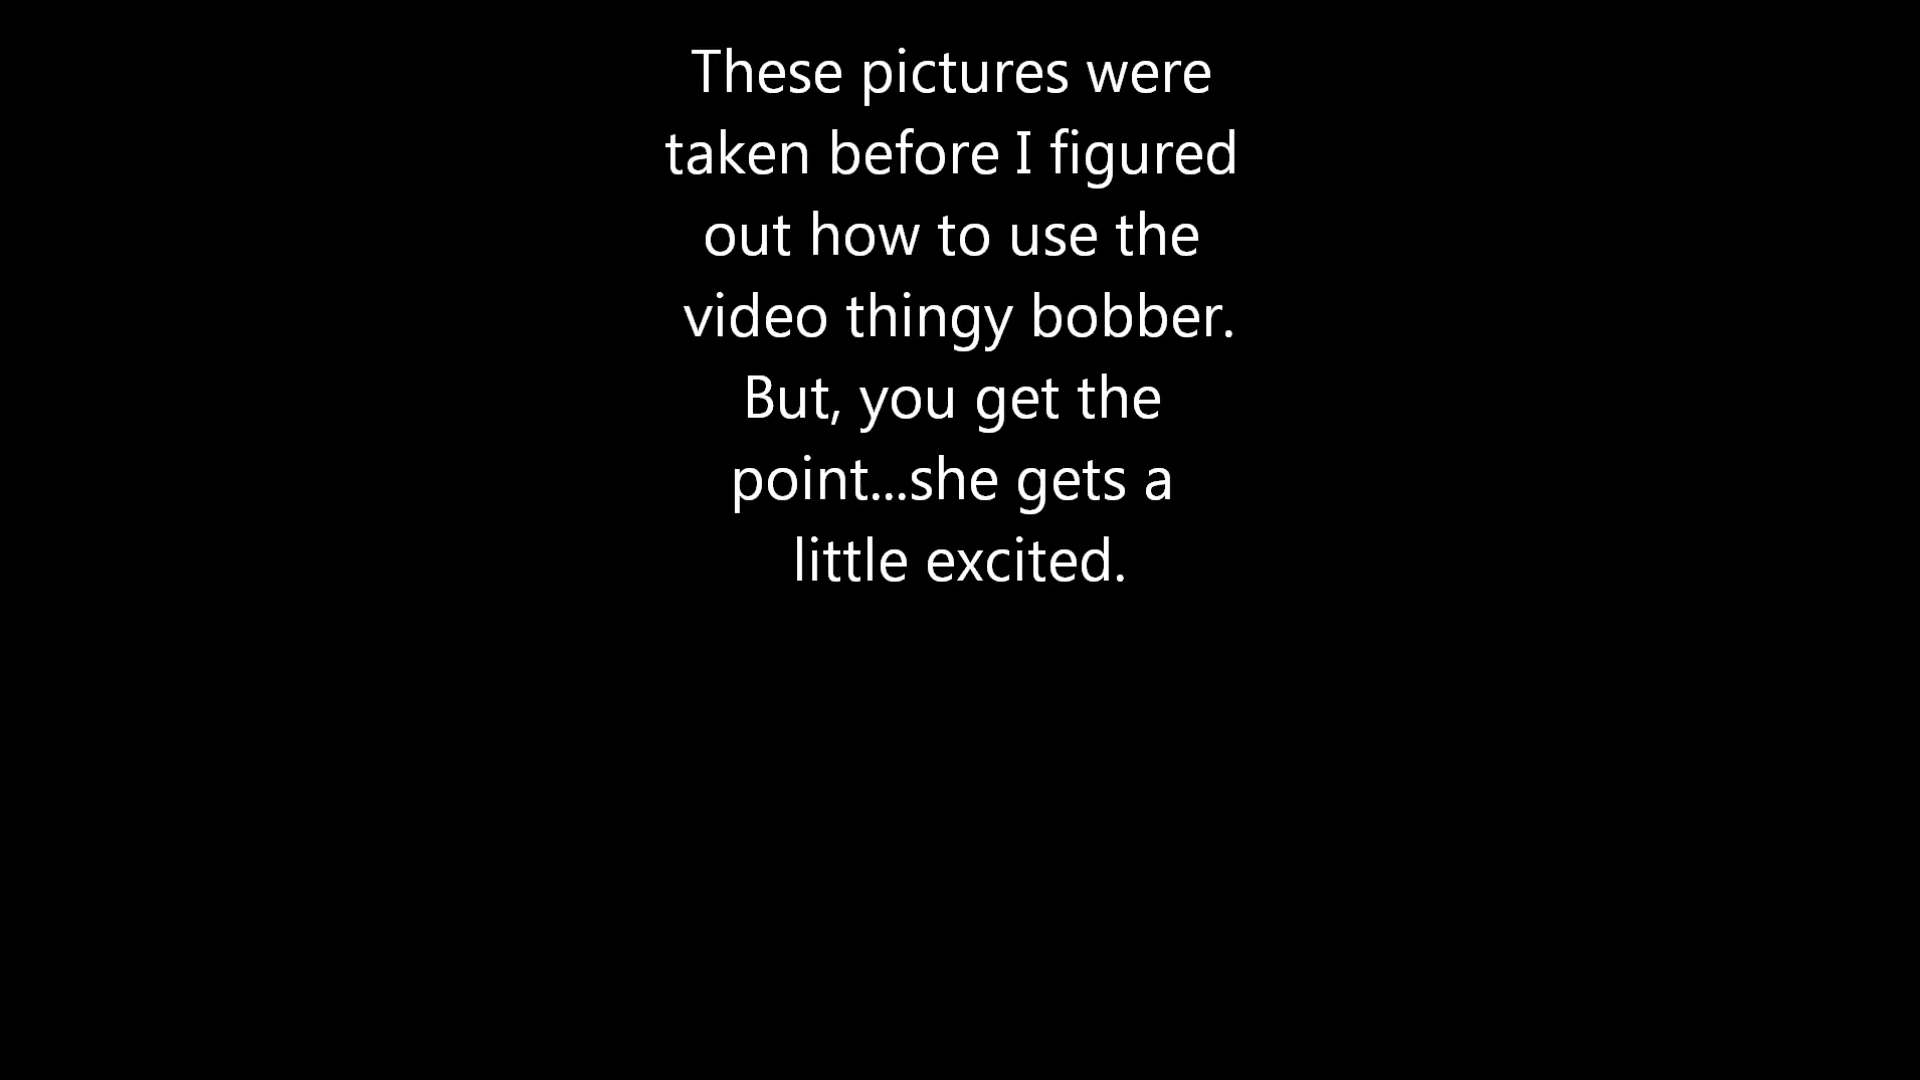 These pictures were
taken before I figured
out how to use the
video thingy bobber.
But, you get the
point...she gets a
little excited.